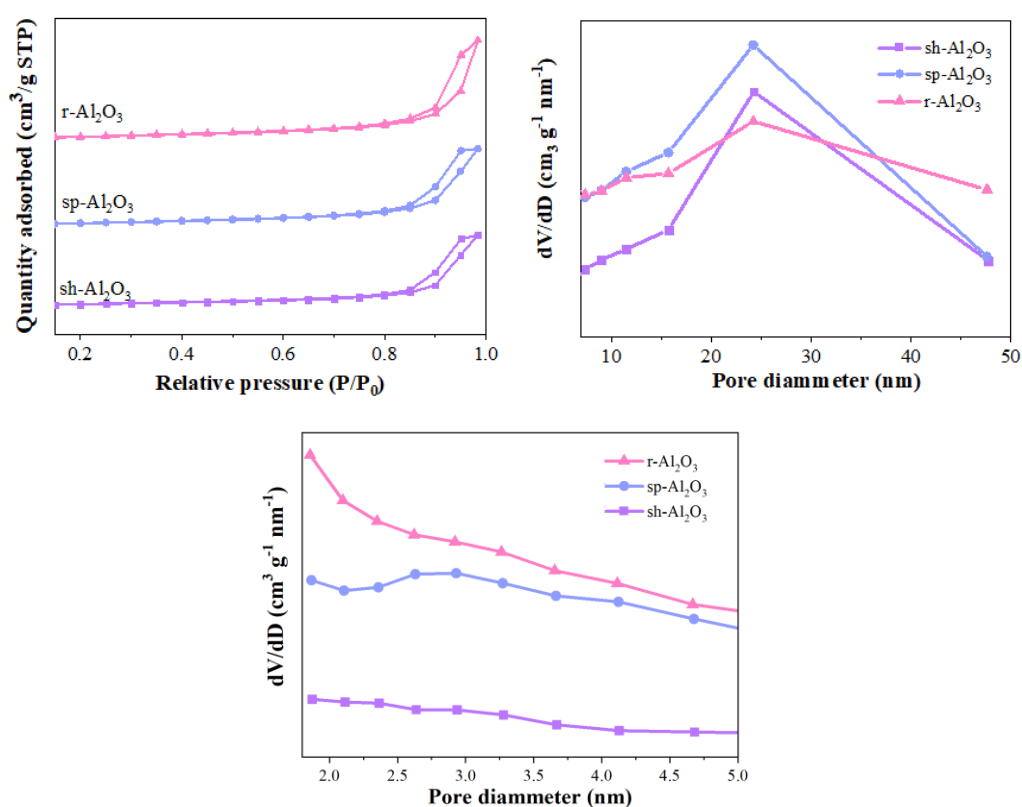 Quantity adsorbed (cm³/g STP)
r-Al₂O₃
sp-Al₂O₃
sh-Al₂O₃
0.2 0.4 0.6 0.8 1.0
Relative pressure (P/P₀)
dV/dD (cm₃ g⁻¹ nm⁻¹)
sh-Al₂O₃
sp-Al₂O₃
r-Al₂O₃
10 20 30 40 50
Pore diammeter (nm)
dV/dD (cm³ g⁻¹ nm⁻¹)
r-Al₂O₃
sp-Al₂O₃
sh-Al₂O₃
2.0 2.5 3.0 3.5 4.0 4.5 5.0
Pore diammeter (nm)